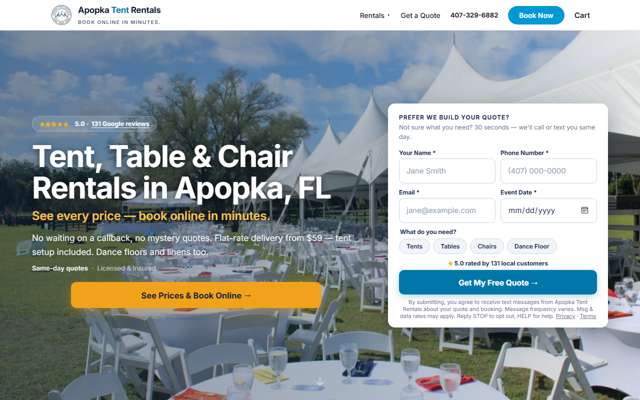 Apopka Tent Rentals
BOOK ONLINE IN MINUTES.
Rentals
Get a Quote
407-329-6882
Book Now
Cart
★★★★★ 5.0 · 131 Google reviews
Tent, Table & Chair
Rentals in Apopka, FL
See every price — book online in minutes.
No waiting on a callback, no mystery quotes. Flat-rate delivery from $59 — tent
setup included. Dance floors and linens too.
Same-day quotes · Licensed & Insured
See Prices & Book Online →
PREFER WE BUILD YOUR QUOTE?
Not sure what you need? 30 seconds — we'll call or text you same
day.
Your Name *
Phone Number *
Jane Smith
(407) 000-0000
Email *
Event Date *
jane@example.com
mm/dd/yyyy
What do you need?
Tents
Tables
Chairs
Dance Floor
★ 5.0 rated by 131 local customers
Get My Free Quote →
By submitting, you agree to receive text messages from Apopka Tent
Rentals about your quote and booking. Message frequency varies. Msg &
data rates may apply. Reply STOP to opt out, HELP for help. Privacy · Terms